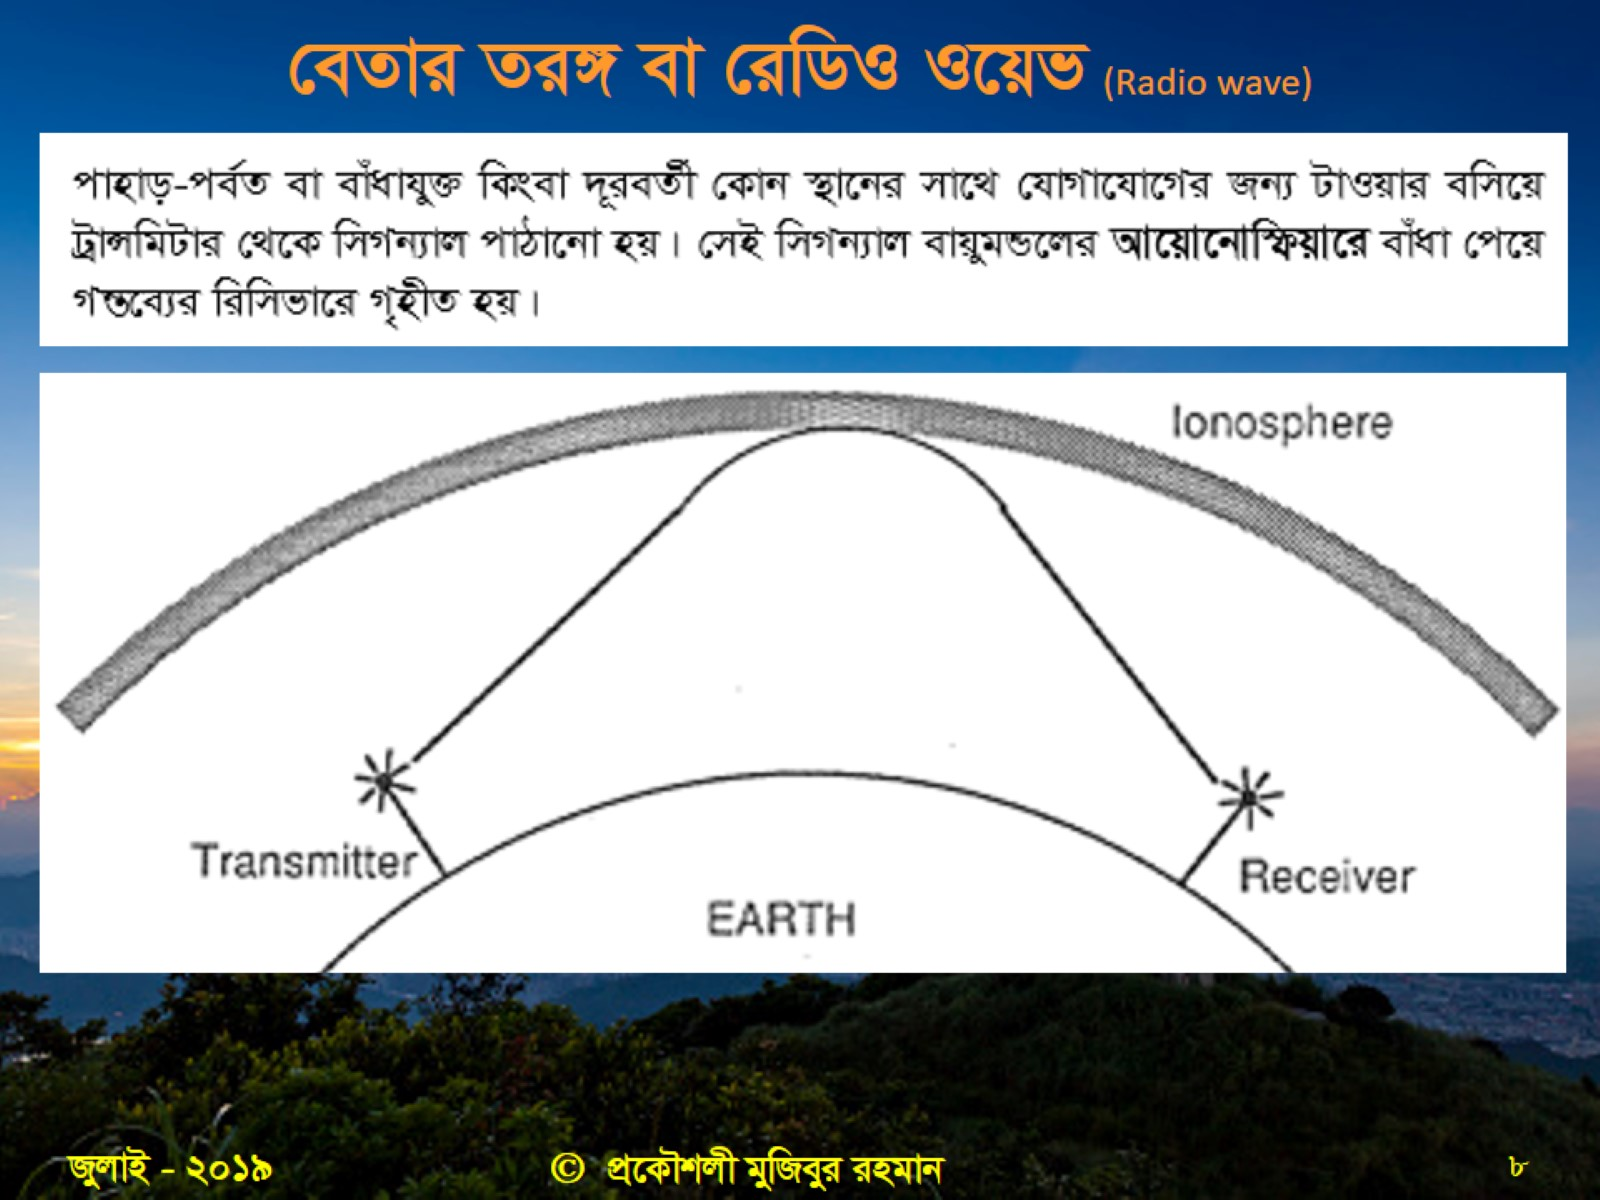 বেতার তরঙ্গ বা রেডিও ওয়েভ (Radio wave)
পাহাড়-পর্বত বা বাঁধাযুক্ত কিংবা দূরবর্তী কোন স্থানের সাথে যোগাযোগের জন্য টাওয়ার বসিয়ে
ট্রান্সমিটার থেকে সিগন্যাল পাঠানো হয়। সেই সিগন্যাল বায়ুমন্ডলের আয়োনোস্ফিয়ারে বাঁধা পেয়ে
গন্তব্যের রিসিভারে গৃহীত হয়।
Ionosphere
Transmitter
Receiver
EARTH
জুলাই - ২০১৯
© প্রকৌশলী মুজিবুর রহমান
৮